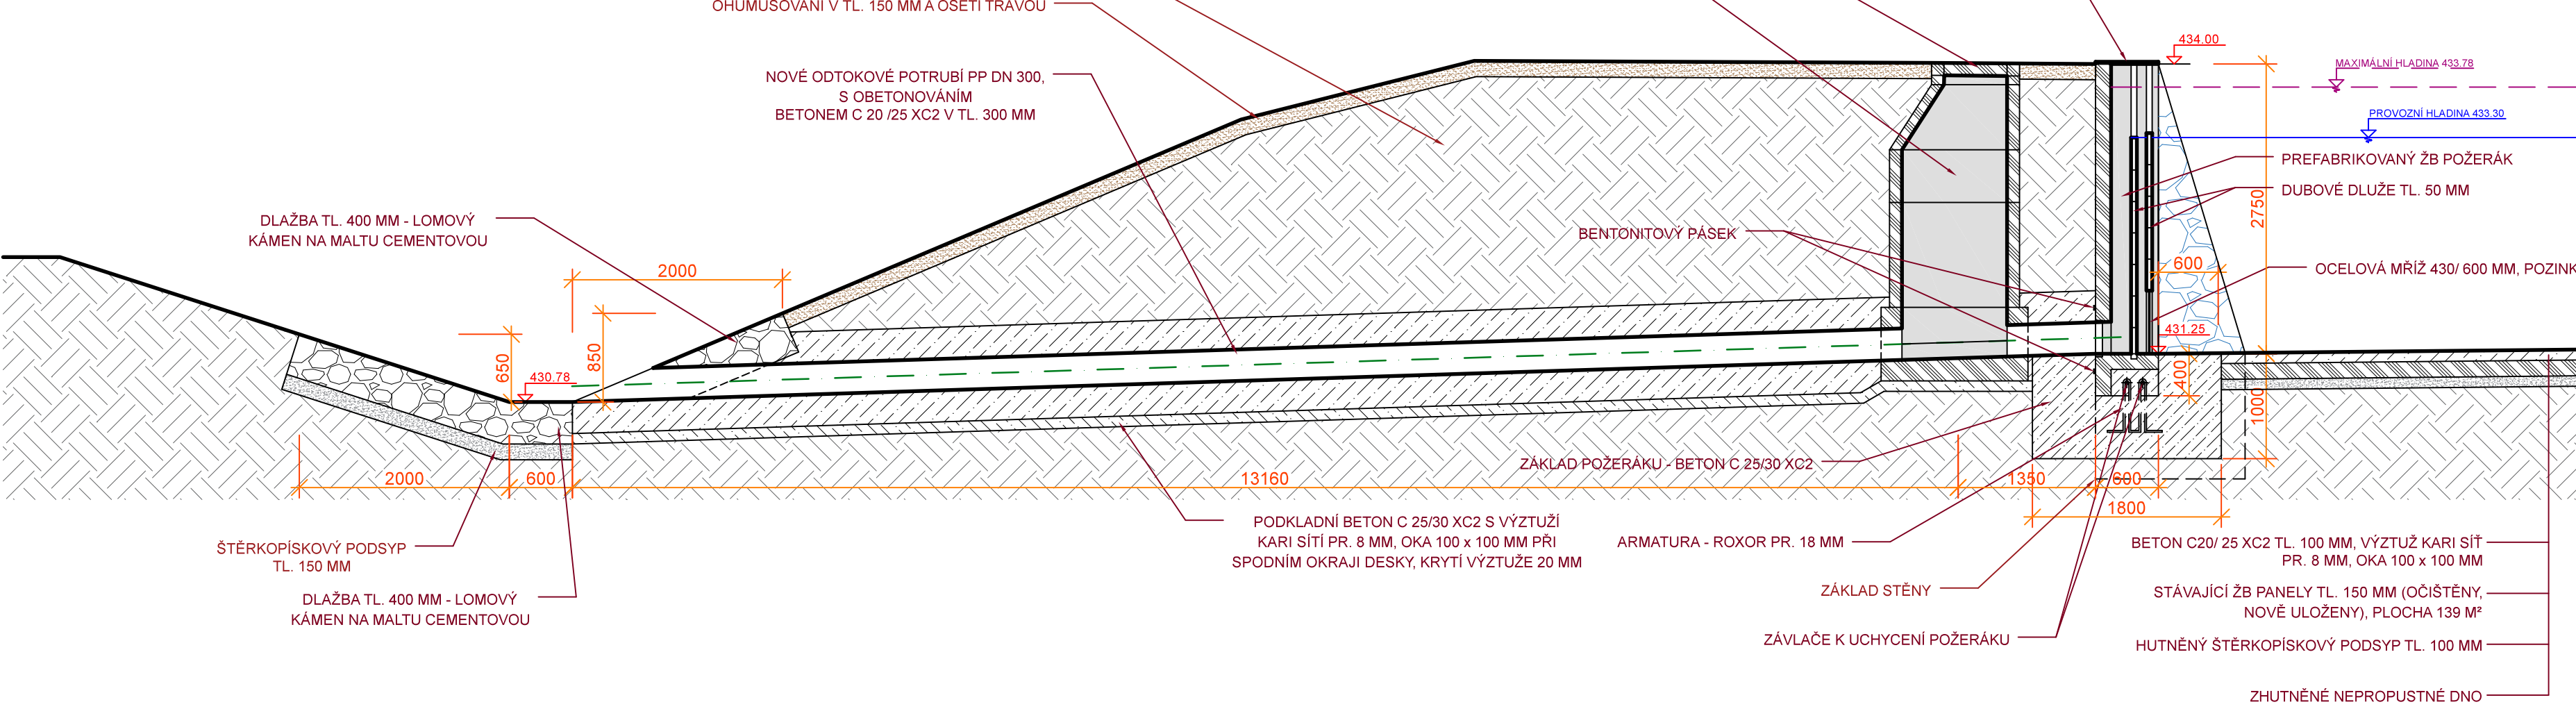 OHUMUSOVÁNÍ V TL. 150 MM A OSETÍ TRÁVOU
434.00
MAXIMÁLNÍ HLADINA 433.78
NOVÉ ODTOKOVÉ POTRUBÍ PP DN 300,
S OBETONOVÁNÍM
BETONEM C 20 /25 XC2 V TL. 300 MM
PROVOZNÍ HLADINA 433.30
PREFABRIKOVANÝ ŽB POŽERÁK
DUBOVÉ DLUŽE TL. 50 MM
2750
DLAŽBA TL. 400 MM - LOMOVÝ
KÁMEN NA MALTU CEMENTOVOU
BENTONITOVÝ PÁSEK
2000
600
OCELOVÁ MŘÍŽ 430/ 600 MM, POZINK
431.25
650
850
430.78
400
1000
ZÁKLAD POŽERÁKU - BETON C 25/30 XC2
2000
600
13160
1350
600
1800
PODKLADNÍ BETON C 25/30 XC2 S VÝZTUŽÍ
KARI SÍTÍ PR. 8 MM, OKA 100 x 100 MM PŘI
SPODNÍM OKRAJI DESKY, KRYTÍ VÝZTUŽE 20 MM
ŠTĚRKOPÍSKOVÝ PODSYP
TL. 150 MM
ARMATURA - ROXOR PR. 18 MM
BETON C20/ 25 XC2 TL. 100 MM, VÝZTUŽ KARI SÍŤ
PR. 8 MM, OKA 100 x 100 MM
DLAŽBA TL. 400 MM - LOMOVÝ
KÁMEN NA MALTU CEMENTOVOU
ZÁKLAD STĚNY
STÁVAJÍCÍ ŽB PANELY TL. 150 MM (OČIŠTĚNY,
NOVĚ ULOŽENY), PLOCHA 139 M²
ZÁVLAČE K UCHYCENÍ POŽERÁKU
HUTNĚNÝ ŠTĚRKOPÍSKOVÝ PODSYP TL. 100 MM
ZHUTNĚNÉ NEPROPUSTNÉ DNO